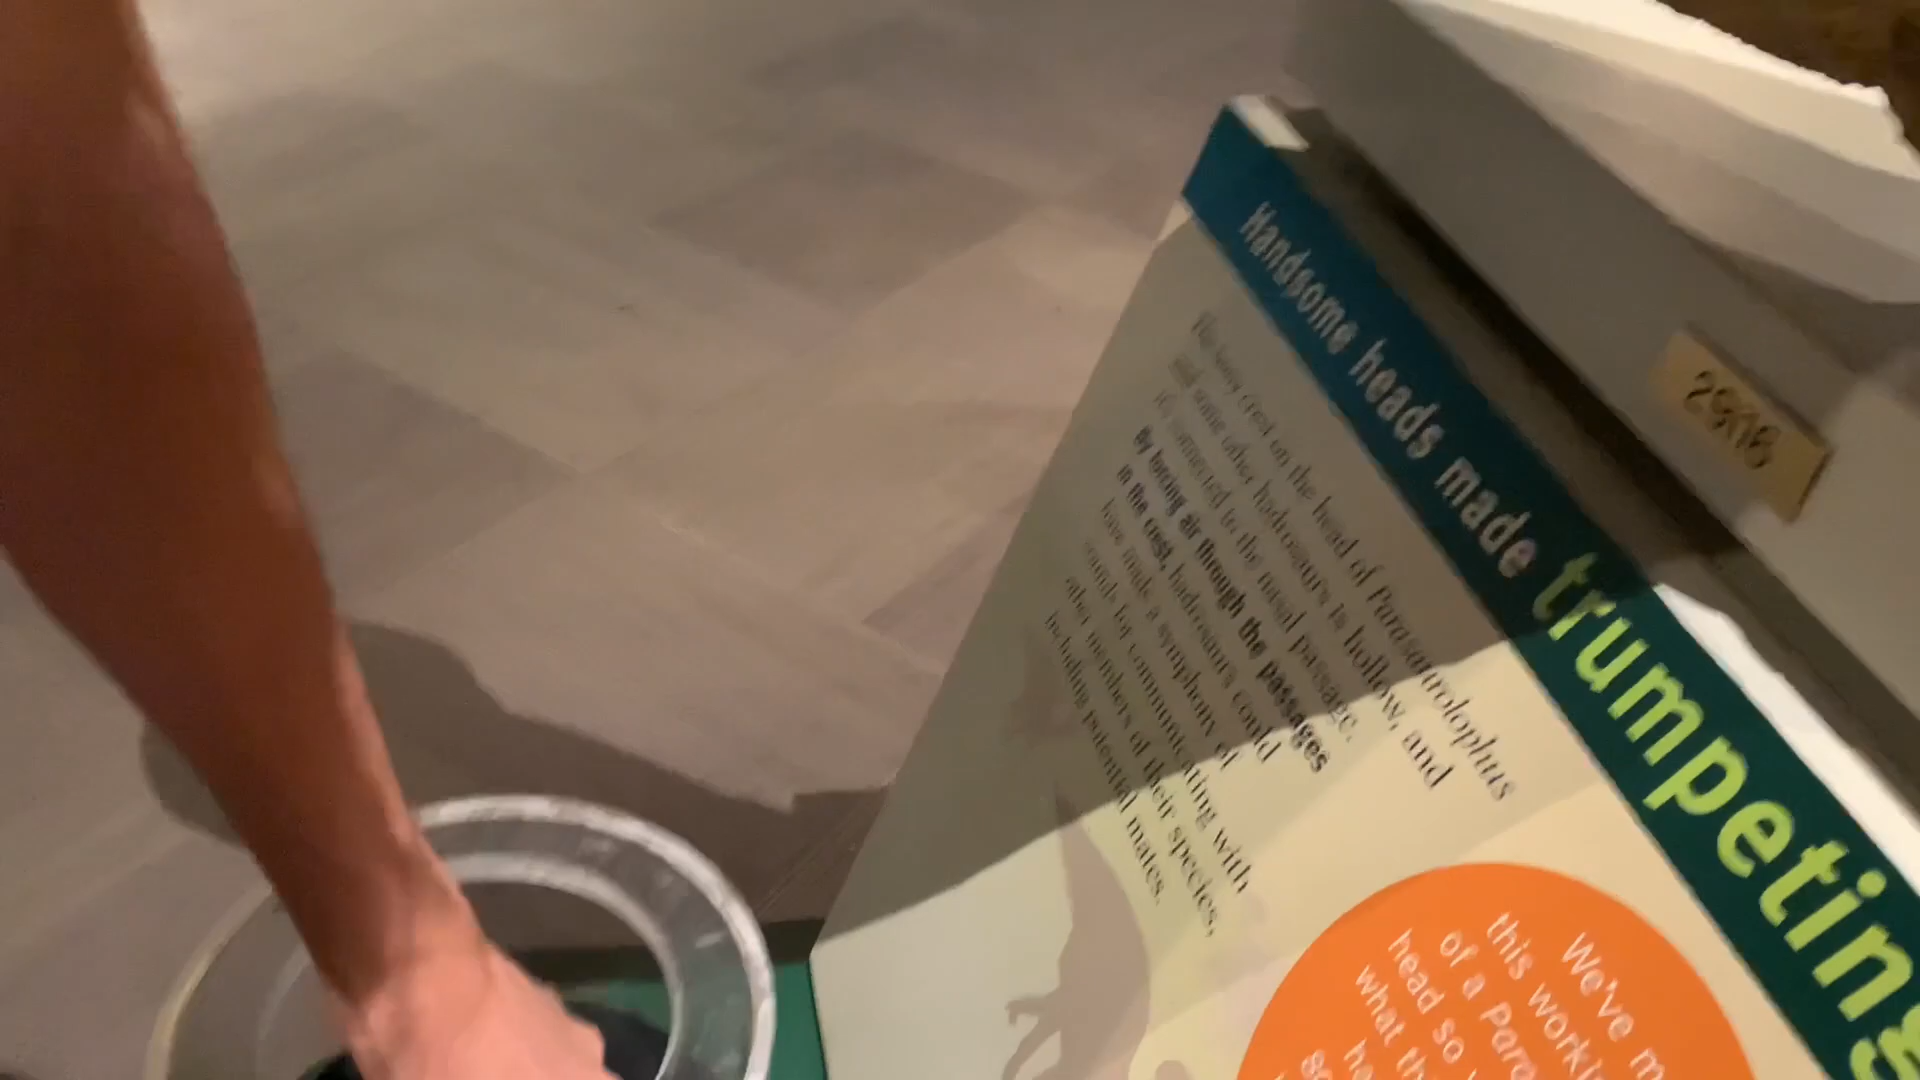 Handsome heads made trumpeting
The bony crest on the head of Parasaurolophus
and some other hadrosaurs is hollow, and
it's connected to the nasal passage.
By forcing air through the passages
in the crest, hadrosaurs could
have made a symphony of
sounds for communicating with
other members of their species,
including potential mates.
We've m
this worki
of a Para
head so
what th
he